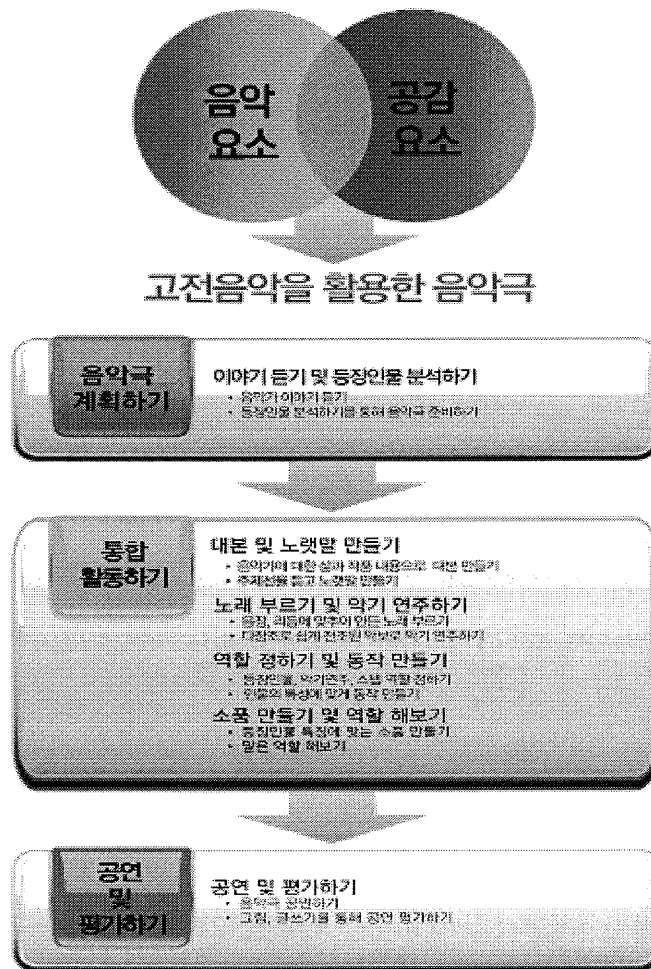 음악
요소
공감
요소
고전음악을 활용한 음악극
음악극
계획하기
이야기 듣기 및 등장인물 분석하기
• 음악가 이야기 듣기
• 등장인물 분석하기를 통해 음악극 준비하기
통합
활동하기
대본 및 노랫말 만들기
• 음악가에 대한 삶과 작품 내용으로 대본 만들기
• 주제선율 듣고 노랫말 만들기
노래 부르기 및 악기 연주하기
• 음정, 리듬에 맞추어 만든 노래 부르기
• 다장조로 쉽게 전조된 악보로 악기 연주하기
역할 정하기 및 동작 만들기
• 등장인물, 악기연주, 스탭 역할 정하기
• 인물의 특성에 맞게 동작 만들기
소품 만들기 및 역할 해보기
• 등장인물 특징에 맞는 소품 만들기
• 맡은 역할 해보기
공연
및
평가하기
공연 및 평가하기
• 음악극 공연하기
• 그림, 글쓰기를 통해 공연 평가하기